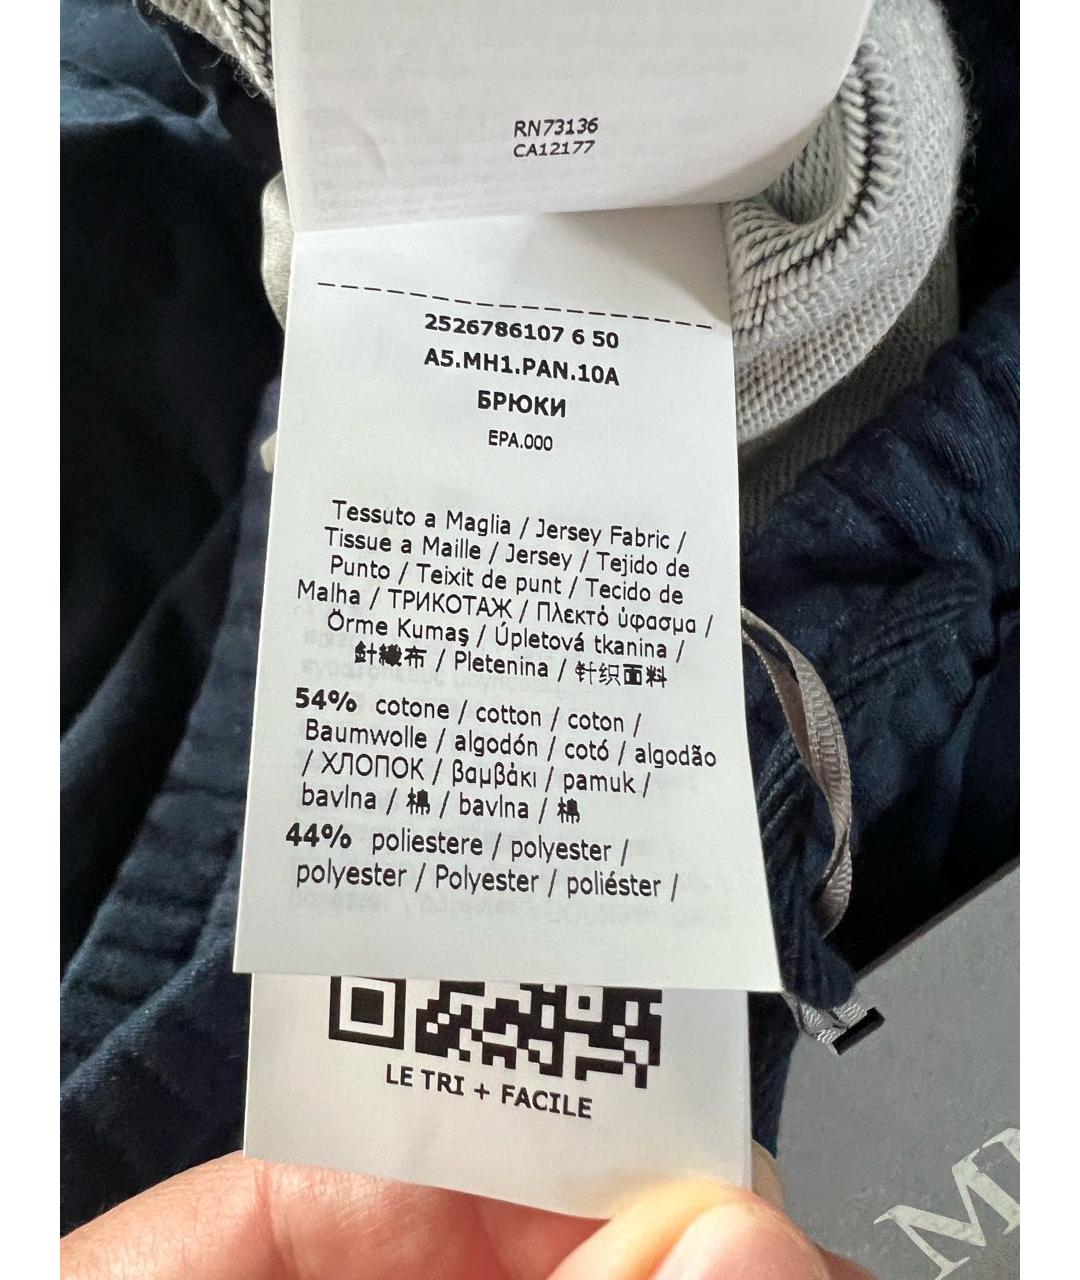 RN73136
CA12177
2526786107 6 50
A5.MH1.PAN.10A
БРЮКИ
EPA.000
Tessuto a Maglia / Jersey Fabric /
Tissue a Maille / Jersey / Tejido de
Punto / Teixit de punt / Tecido de
Malha / ТРИКОТАЖ / Πλεκτό ύφασμα /
Örme Kumaş / Úpletová tkanina /
針織布 / Pletenina / 针织面料
54% cotone / cotton / coton /
Baumwolle / algodón / cotó / algodão
/ ХЛОПОК / βαμβάκι / pamuk /
bavlna / 棉 / bavlna / 棉
44% poliestere / polyester /
polyester / Polyester / poliéster /
LE TRI + FACILE